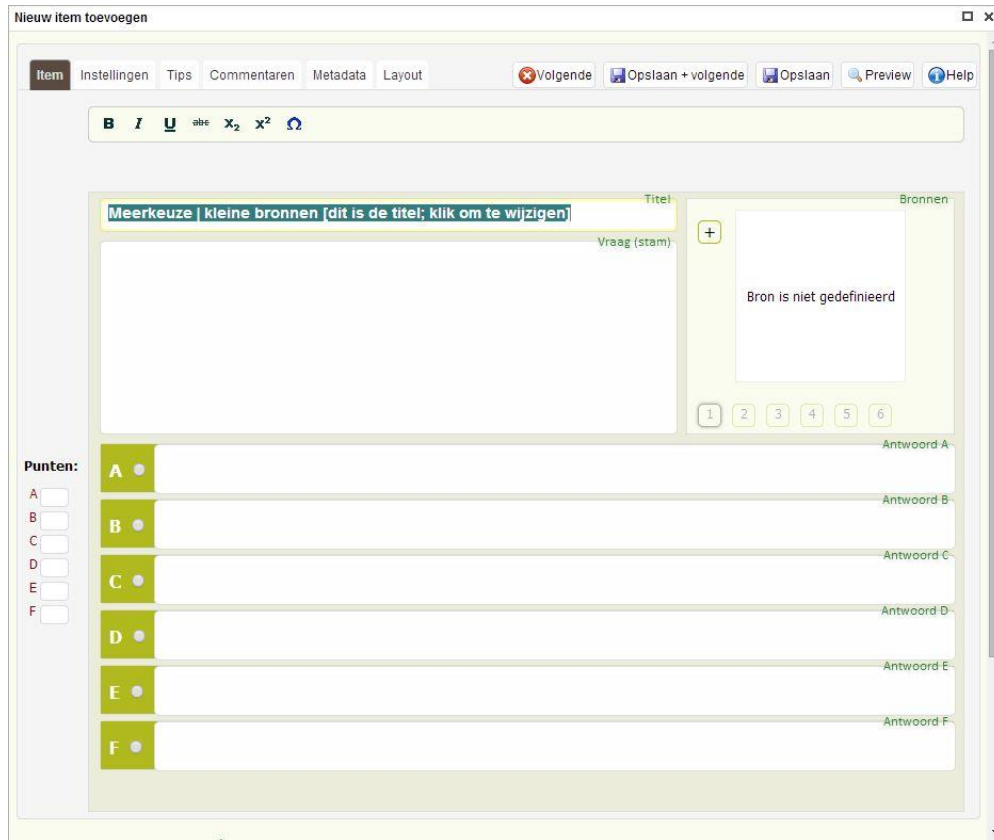 Nieuw item toevoegen
Item Instellingen Tips Commentaren Metadata Layout Volgende Opslaan + volgende Opslaan Preview Help
B I U abc X₂ X² Ω
Titel
Meerkeuze | kleine bronnen [dit is de titel; klik om te wijzigen]
Bronnen
Vraag (stam)
+
Bron is niet gedefinieerd
1 2 3 4 5 6
Punten:
A
B
C
D
E
F
A Antwoord A
B Antwoord B
C Antwoord C
D Antwoord D
E Antwoord E
F Antwoord F